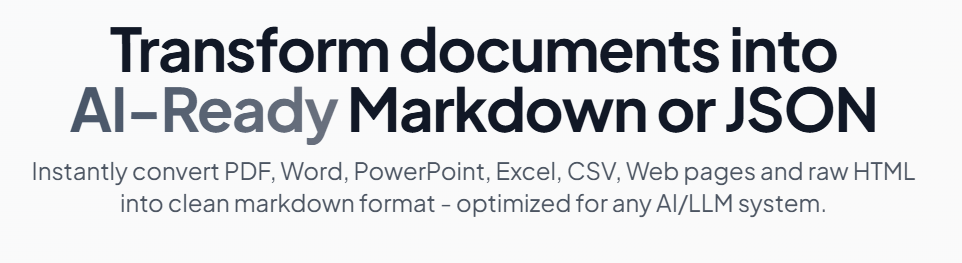 Transform documents into
AI-Ready Markdown or JSON
Instantly convert PDF, Word, PowerPoint, Excel, CSV, Web pages and raw HTML
into clean markdown format - optimized for any AI/LLM system.